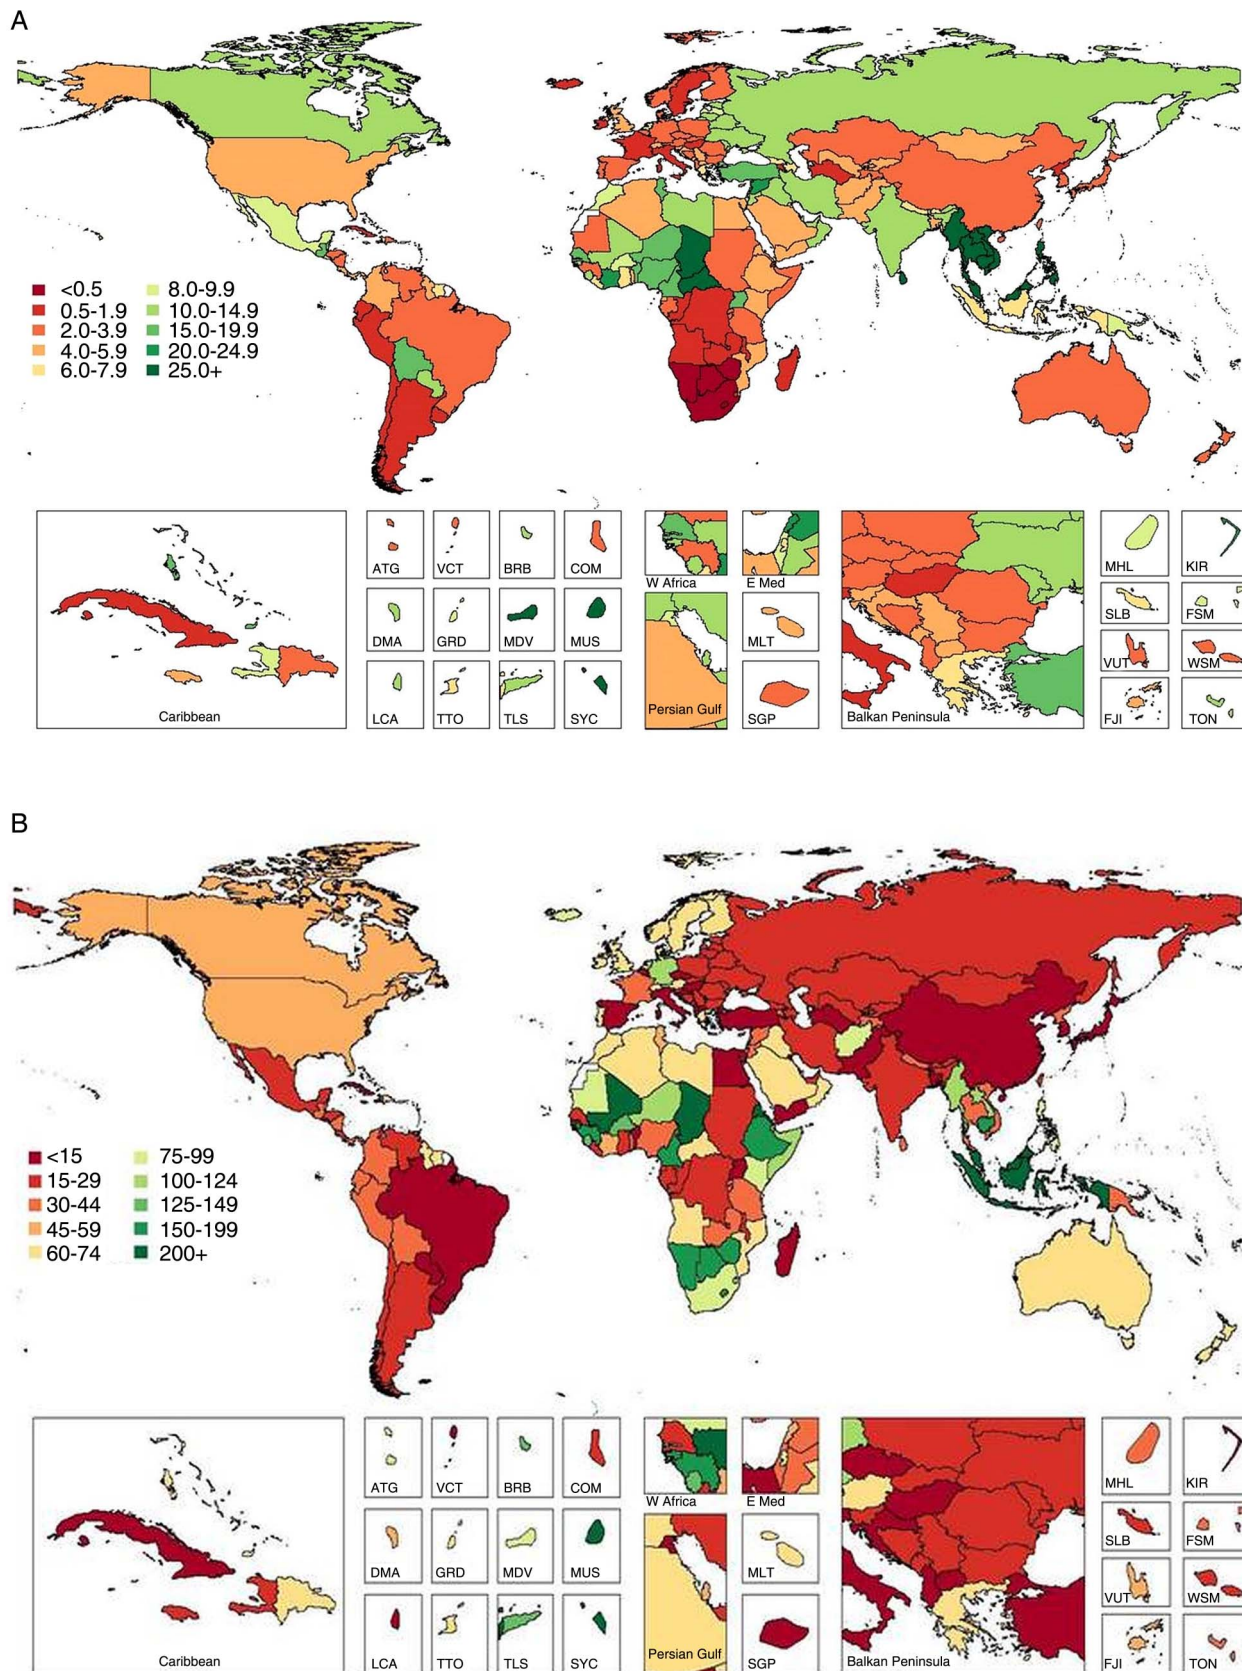 A
<0.5 8.0-9.9
0.5-1.9 10.0-14.9
2.0-3.9 15.0-19.9
4.0-5.9 20.0-24.9
6.0-7.9 25.0+
Caribbean
ATG VCT BRB COM
DMA GRD MDV MUS
LCA TTO TLS SYC
W Africa E Med
Persian Gulf
MLT
SGP
Balkan Peninsula
MHL KIR
SLB FSM
VUT WSM
FJI TON
B
<15 75-99
15-29 100-124
30-44 125-149
45-59 150-199
60-74 200+
Caribbean
ATG VCT BRB COM
DMA GRD MDV MUS
LCA TTO TLS SYC
W Africa E Med
Persian Gulf
MLT
SGP
Balkan Peninsula
MHL KIR
SLB FSM
VUT WSM
FJI TON